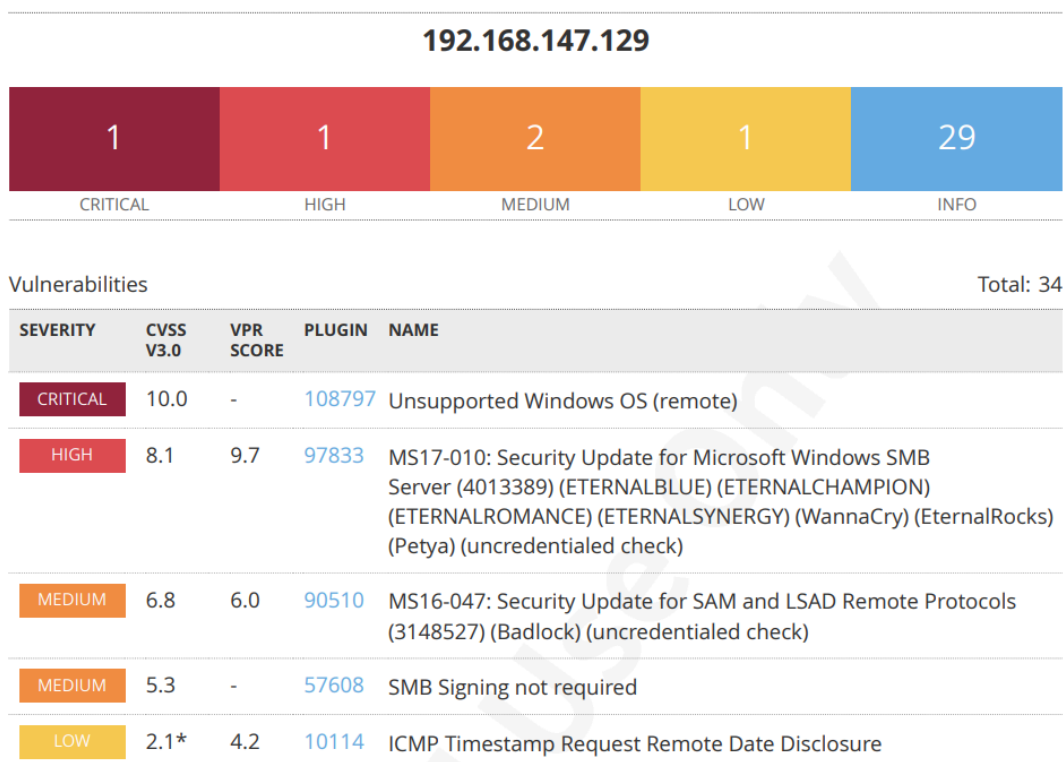 192.168.147.129
1 1 2 1 29
CRITICAL HIGH MEDIUM LOW INFO
Vulnerabilities Total: 34
SEVERITY CVSS V3.0 VPR SCORE PLUGIN NAME
CRITICAL 10.0 - 108797 Unsupported Windows OS (remote)
HIGH 8.1 9.7 97833 MS17-010: Security Update for Microsoft Windows SMB
Server (4013389) (ETERNALBLUE) (ETERNALCHAMPION)
(ETERNALROMANCE) (ETERNALSYNERGY) (WannaCry) (EternalRocks)
(Petya) (uncredentialed check)
MEDIUM 6.8 6.0 90510 MS16-047: Security Update for SAM and LSAD Remote Protocols
(3148527) (Badlock) (uncredentialed check)
MEDIUM 5.3 - 57608 SMB Signing not required
LOW 2.1* 4.2 10114 ICMP Timestamp Request Remote Date Disclosure
Use Only